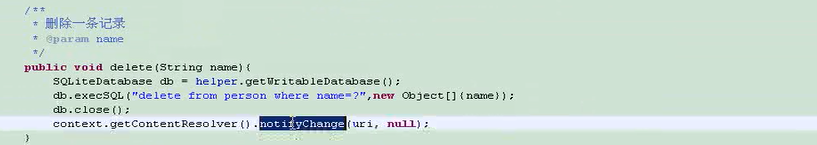 /**
 * 删除一条记录
 * @param name
 */
public void delete(String name){
    SQLiteDatabase db = helper.getWritableDatabase();
    db.execSQL("delete from person where name=?",new Object[]{name});
    db.close();
    context.getContentResolver().notifyChange(uri, null);
}